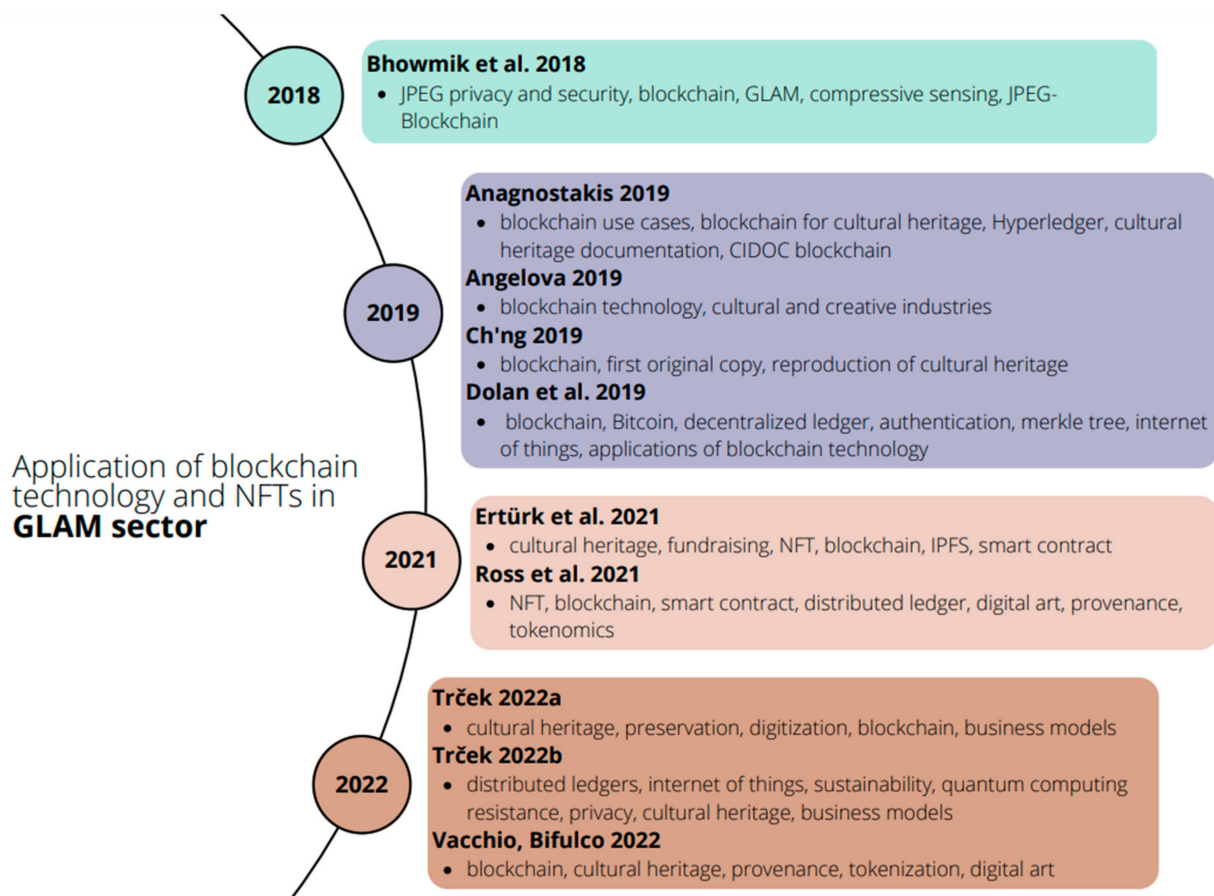 2018
Bhowmik et al. 2018
• JPEG privacy and security, blockchain, GLAM, compressive sensing, JPEG-
Blockchain
2019
Anagnostakis 2019
• blockchain use cases, blockchain for cultural heritage, Hyperledger, cultural
heritage documentation, CIDOC blockchain
Angelova 2019
• blockchain technology, cultural and creative industries
Ch'ng 2019
• blockchain, first original copy, reproduction of cultural heritage
Dolan et al. 2019
• blockchain, Bitcoin, decentralized ledger, authentication, merkle tree, internet
of things, applications of blockchain technology
Application of blockchain
technology and NFTs in
GLAM sector
2021
Ertürk et al. 2021
• cultural heritage, fundraising, NFT, blockchain, IPFS, smart contract
Ross et al. 2021
• NFT, blockchain, smart contract, distributed ledger, digital art, provenance,
tokenomics
2022
Trček 2022a
• cultural heritage, preservation, digitization, blockchain, business models
Trček 2022b
• distributed ledgers, internet of things, sustainability, quantum computing
resistance, privacy, cultural heritage, business models
Vacchio, Bifulco 2022
• blockchain, cultural heritage, provenance, tokenization, digital art